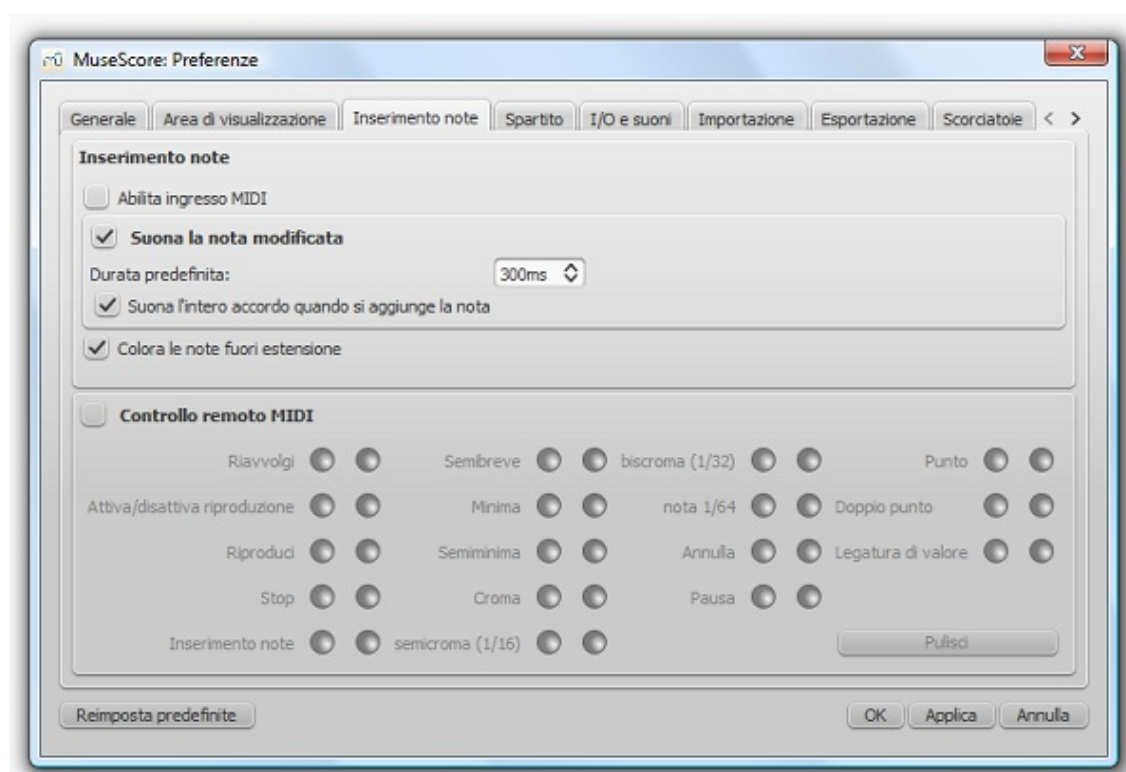 MuseScore: Preferenze
Generale Area di visualizzazione Inserimento note Spartito I/O e suoni Importazione Esportazione Scorciatoie < >
Inserimento note
Abilita ingresso MIDI
Suona la nota modificata
Durata predefinita: 300ms
Suona l'intero accordo quando si aggiunge la nota
Colora le note fuori estensione
Controllo remoto MIDI
Riavvolgi Semibreve biscroma (1/32) Punto
Attiva/disattiva riproduzione Minima nota 1/64 Doppio punto
Riproduci Semiminima Annulla Legatura di valore
Stop Croma Pausa
Inserimento note semicroma (1/16) Pulisci
Reimposta predefinite OK Applica Annulla